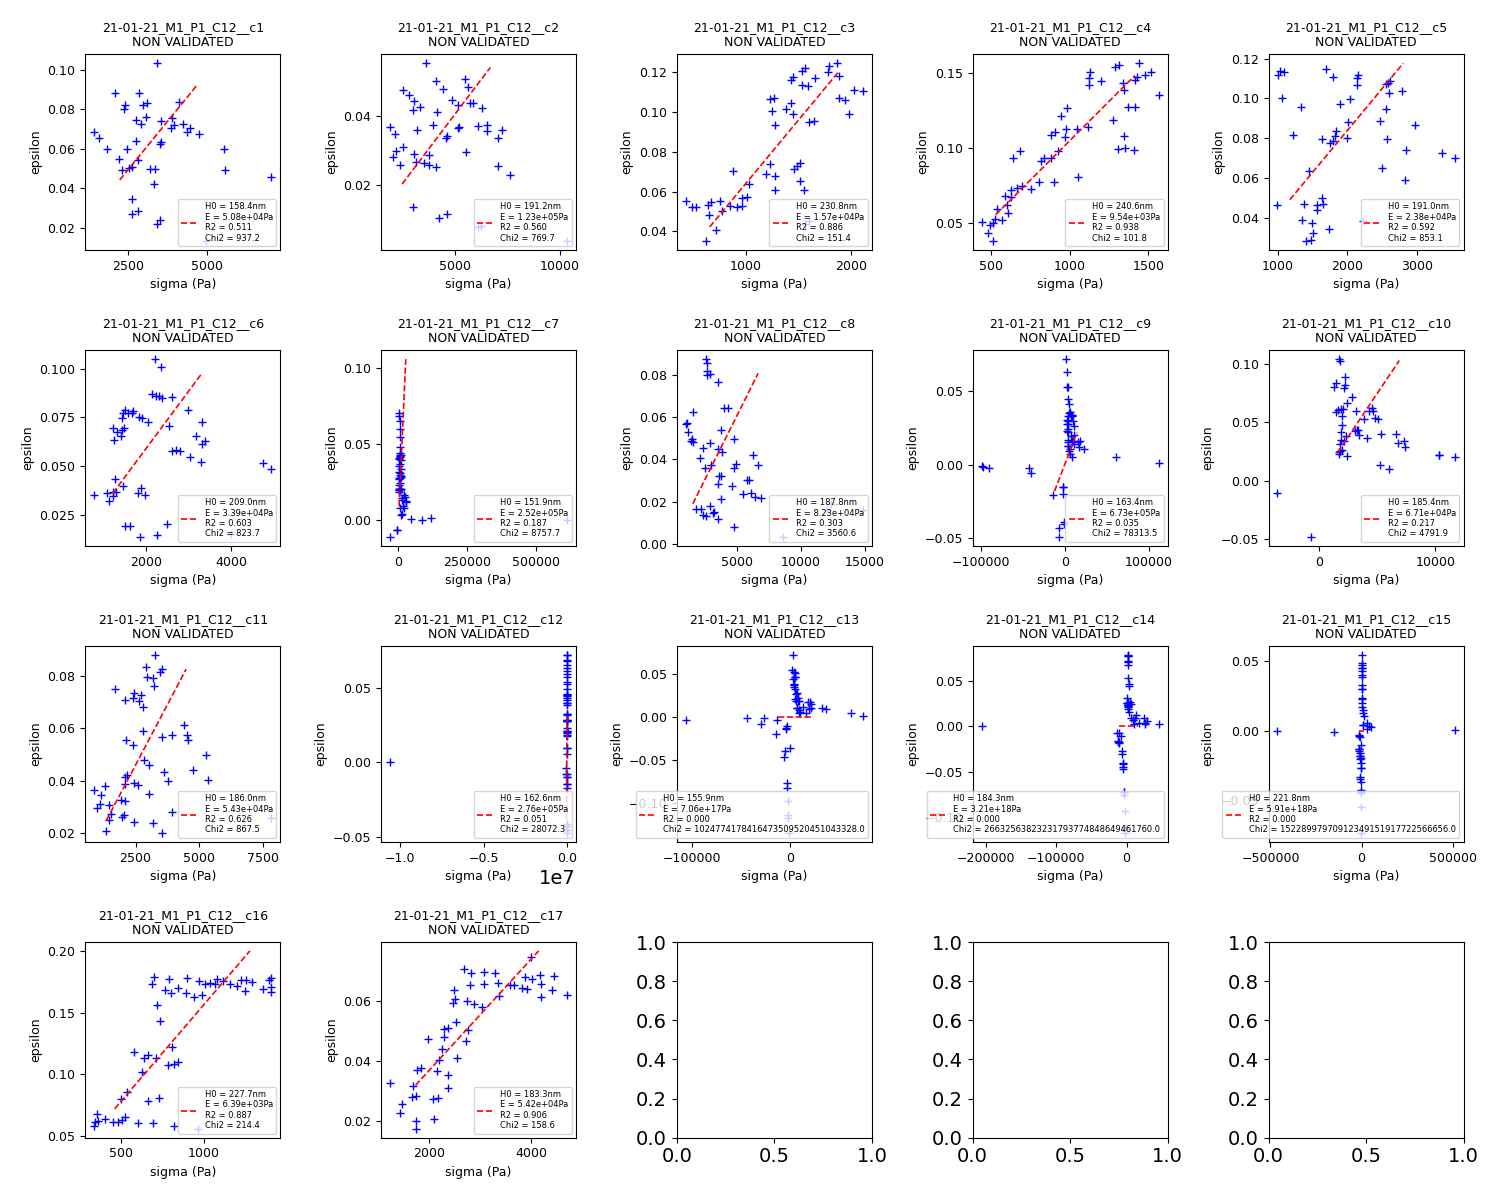 21-01-21_M1_P1_C12__c1
NON VALIDATED
0.10
0.08
0.06
0.04
0.02
epsilon
2500
5000
sigma (Pa)
H0 = 158.4nm
E = 5.08e+04Pa
R2 = 0.511
Chi2 = 937.2
21-01-21_M1_P1_C12__c2
NON VALIDATED
0.04
0.02
epsilon
5000
10000
sigma (Pa)
H0 = 191.2nm
E = 1.23e+05Pa
R2 = 0.560
Chi2 = 769.7
21-01-21_M1_P1_C12__c3
NON VALIDATED
0.12
0.10
0.08
0.06
0.04
epsilon
1000
2000
sigma (Pa)
H0 = 230.8nm
E = 1.57e+04Pa
R2 = 0.886
Chi2 = 151.4
21-01-21_M1_P1_C12__c4
NON VALIDATED
0.15
0.10
0.05
epsilon
500
1000
1500
sigma (Pa)
H0 = 240.6nm
E = 9.54e+03Pa
R2 = 0.938
Chi2 = 101.8
21-01-21_M1_P1_C12__c5
NON VALIDATED
0.12
0.10
0.08
0.06
0.04
epsilon
1000
2000
3000
sigma (Pa)
H0 = 191.0nm
E = 2.38e+04Pa
R2 = 0.592
Chi2 = 853.1
21-01-21_M1_P1_C12__c6
NON VALIDATED
0.100
0.075
0.050
0.025
epsilon
2000
4000
sigma (Pa)
H0 = 209.0nm
E = 3.39e+04Pa
R2 = 0.603
Chi2 = 823.7
21-01-21_M1_P1_C12__c7
NON VALIDATED
0.10
0.05
0.00
epsilon
0
250000
500000
sigma (Pa)
H0 = 151.9nm
E = 2.52e+05Pa
R2 = 0.187
Chi2 = 8757.7
21-01-21_M1_P1_C12__c8
NON VALIDATED
0.08
0.06
0.04
0.02
0.00
epsilon
5000
10000
15000
sigma (Pa)
H0 = 187.8nm
E = 8.23e+04Pa
R2 = 0.303
Chi2 = 3560.6
21-01-21_M1_P1_C12__c9
NON VALIDATED
0.05
0.00
−0.05
epsilon
−100000
0
100000
sigma (Pa)
H0 = 163.4nm
E = 6.73e+05Pa
R2 = 0.035
Chi2 = 78313.5
21-01-21_M1_P1_C12__c10
NON VALIDATED
0.10
0.05
0.00
−0.05
epsilon
0
10000
sigma (Pa)
H0 = 185.4nm
E = 6.71e+04Pa
R2 = 0.217
Chi2 = 4791.9
21-01-21_M1_P1_C12__c11
NON VALIDATED
0.08
0.06
0.04
0.02
epsilon
2500
5000
7500
sigma (Pa)
H0 = 186.0nm
E = 5.43e+04Pa
R2 = 0.626
Chi2 = 867.5
21-01-21_M1_P1_C12__c12
NON VALIDATED
0.05
0.00
−0.05
epsilon
−1.0
−0.5
0.0
sigma (Pa)
1e7
H0 = 162.6nm
E = 2.76e+05Pa
R2 = 0.051
Chi2 = 28072.3
21-01-21_M1_P1_C12__c13
NON VALIDATED
0.05
0.00
−0.05
epsilon
−100000
0
sigma (Pa)
H0 = 155.9nm
E = 7.06e+17Pa
R2 = 0.000
Chi2 = 102477417841647350952045104​3328.0
21-01-21_M1_P1_C12__c14
NON VALIDATED
0.05
0.00
−0.05
epsilon
−200000
−100000
0
sigma (Pa)
H0 = 184.3nm
E = 3.21e+18Pa
R2 = 0.000
21-01-21_M1_P1_C12__c15
NON VALIDATED
0.05
0.00
epsilon
−500000
0
500000
sigma (Pa)
H0 = 221.8nm
E = 5.91e+18Pa
R2 = 0.000
21-01-21_M1_P1_C12__c16
NON VALIDATED
0.20
0.15
0.10
0.05
epsilon
500
1000
sigma (Pa)
H0 = 227.7nm
E = 6.39e+03Pa
R2 = 0.887
Chi2 = 214.4
21-01-21_M1_P1_C12__c17
NON VALIDATED
0.06
0.04
0.02
epsilon
2000
4000
sigma (Pa)
H0 = 183.3nm
E = 5.42e+04Pa
R2 = 0.906
Chi2 = 158.6
1.0
0.8
0.6
0.4
0.2
0.0
0.0
0.5
1.0
1.0
0.8
0.6
0.4
0.2
0.0
0.0
0.5
1.0
1.0
0.8
0.6
0.4
0.2
0.0
0.0
0.5
1.0